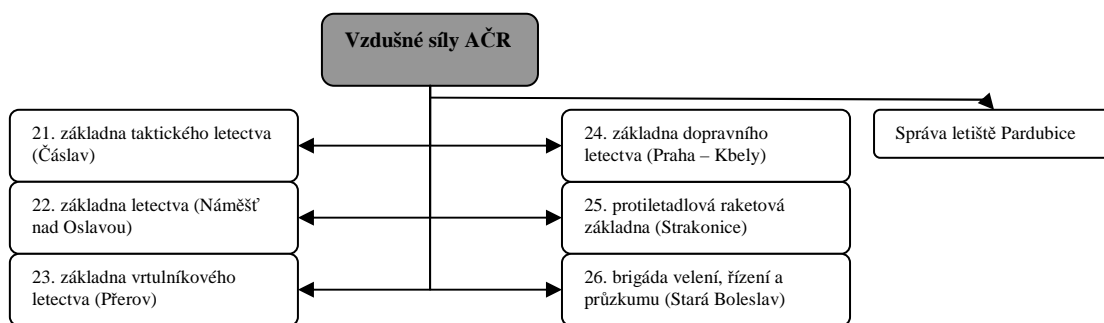 Vzdušné síly AČR
21. základna taktického letectva
(Čáslav)
24. základna dopravního
letectva (Praha – Kbely)
Správa letiště Pardubice
22. základna letectva (Náměšť
nad Oslavou)
25. protiletadlová raketová
základna (Strakonice)
23. základna vrtulníkového
letectva (Přerov)
26. brigáda velení, řízení a
průzkumu (Stará Boleslav)